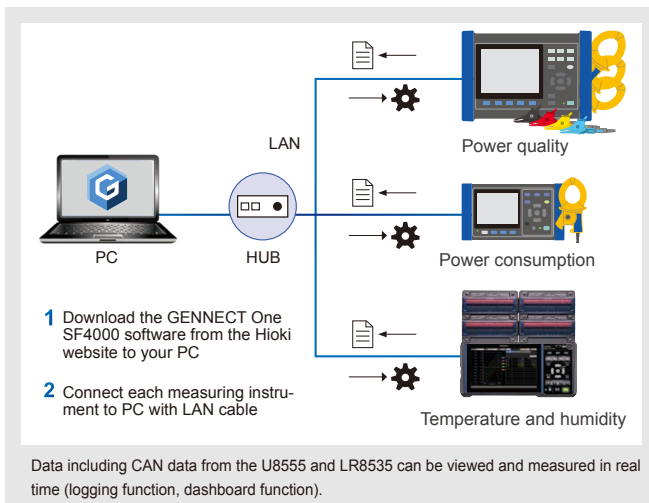 LAN
Power quality
PC
HUB
Power consumption
1 Download the GENNECT One
SF4000 software from the Hioki
website to your PC
2 Connect each measuring instru-
ment to PC with LAN cable
Temperature and humidity
Data including CAN data from the U8555 and LR8535 can be viewed and measured in real
time (logging function, dashboard function).